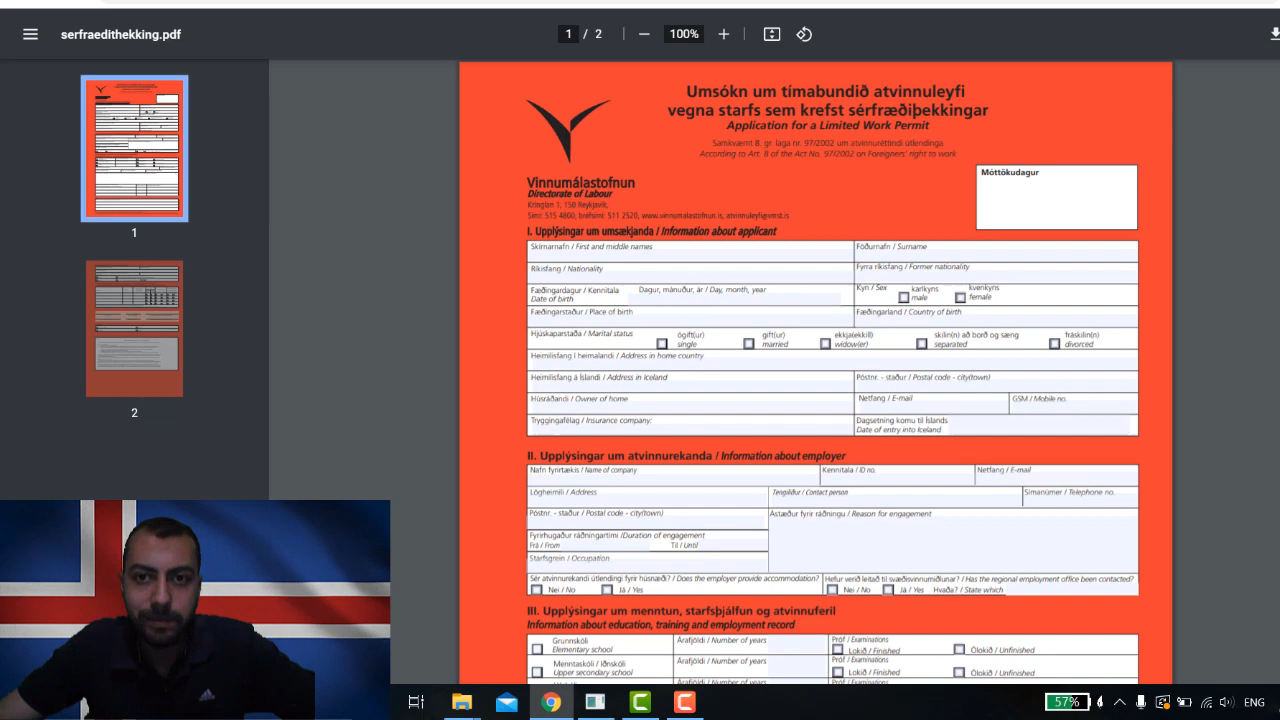 serfraedithekking.pdf
1 / 2
100%
1
2
Umsókn um tímabundið atvinnuleyfi
vegna starfs sem krefst sérfræðiþekkingar
Application for a Limited Work Permit
Samkvæmt 8. gr. laga nr. 97/2002 um atvinnuréttindi útlendinga
According to Art. 8 of the Act No. 97/2002 on Foreigners' right to work
Móttökudagur
Vinnumálastofnun
Directorate of Labour
Kringlan 1, 150 Reykjavík,
Sími: 515 4800, bréfsími: 511 2520, www.vinnumalastofnun.is, atvinnuleyfi@vmst.is
I. Upplýsingar um umsækjanda / Information about applicant
Skírnarnafn / First and middle names
Föðurnafn / Surname
Ríkisfang / Nationality
Fyrra ríkisfang / Former nationality
Fæðingardagur / Kennitala
Date of birth
Dagur, mánuður, ár / Day, month, year
Kyn / Sex
karlkyns
male
kvenkyns
female
Fæðingarstaður / Place of birth
Fæðingarland / Country of birth
Hjúskaparstaða / Marital status
ógift(ur)
single
gift(ur)
married
ekkja(ekkill)
widow(er)
skilin(n) að borð og sæng
separated
fráskilin(n)
divorced
Heimilisfang í heimalandi / Address in home country
Heimilisfang á Íslandi / Address in Iceland
Póstnr. - staður / Postal code - city(town)
Húsráðandi / Owner of home
Netfang / E-mail
GSM / Mobile no.
Tryggingafélag / Insurance company:
Dagsetning komu til Íslands
Date of entry into Iceland
II. Upplýsingar um atvinnurekanda / Information about employer
Nafn fyrirtækis / Name of company
Kennitala / ID no.
Netfang / E-mail
Lögheimili / Address
Tengiliður / Contact person
Símanúmer / Telephone no.
Póstnr. - staður / Postal code - city(town)
Ástæður fyrir ráðningu / Reason for engagement
Fyrirhugaður ráðningartími /Duration of engagement
Frá / From
Til / Until
Starfsgrein / Occupation
Sér atvinnurekandi útlendingi fyrir húsnæði? / Does the employer provide accommodation?
Nei / No
Já / Yes
Hefur verið leitað til svæðisvinnumiðlunar? / Has the regional employment office been contacted?
Nei / No
Já / Yes
Hvaða? / State which
III. Upplýsingar um menntun, starfsþjálfun og atvinnuferil
Information about education, training and employment record
Grunnskóli
Elementary school
Árafjöldi / Number of years
Próf / Examinations
Lokið / Finished
Ólokið / Unfinished
Menntaskóli / Iðnskóli
Upper secondary school
Árafjöldi / Number of years
Próf / Examinations
Lokið / Finished
Ólokið / Unfinished
Árafjöldi / Number of years
Próf / Examinations
57%
ENG